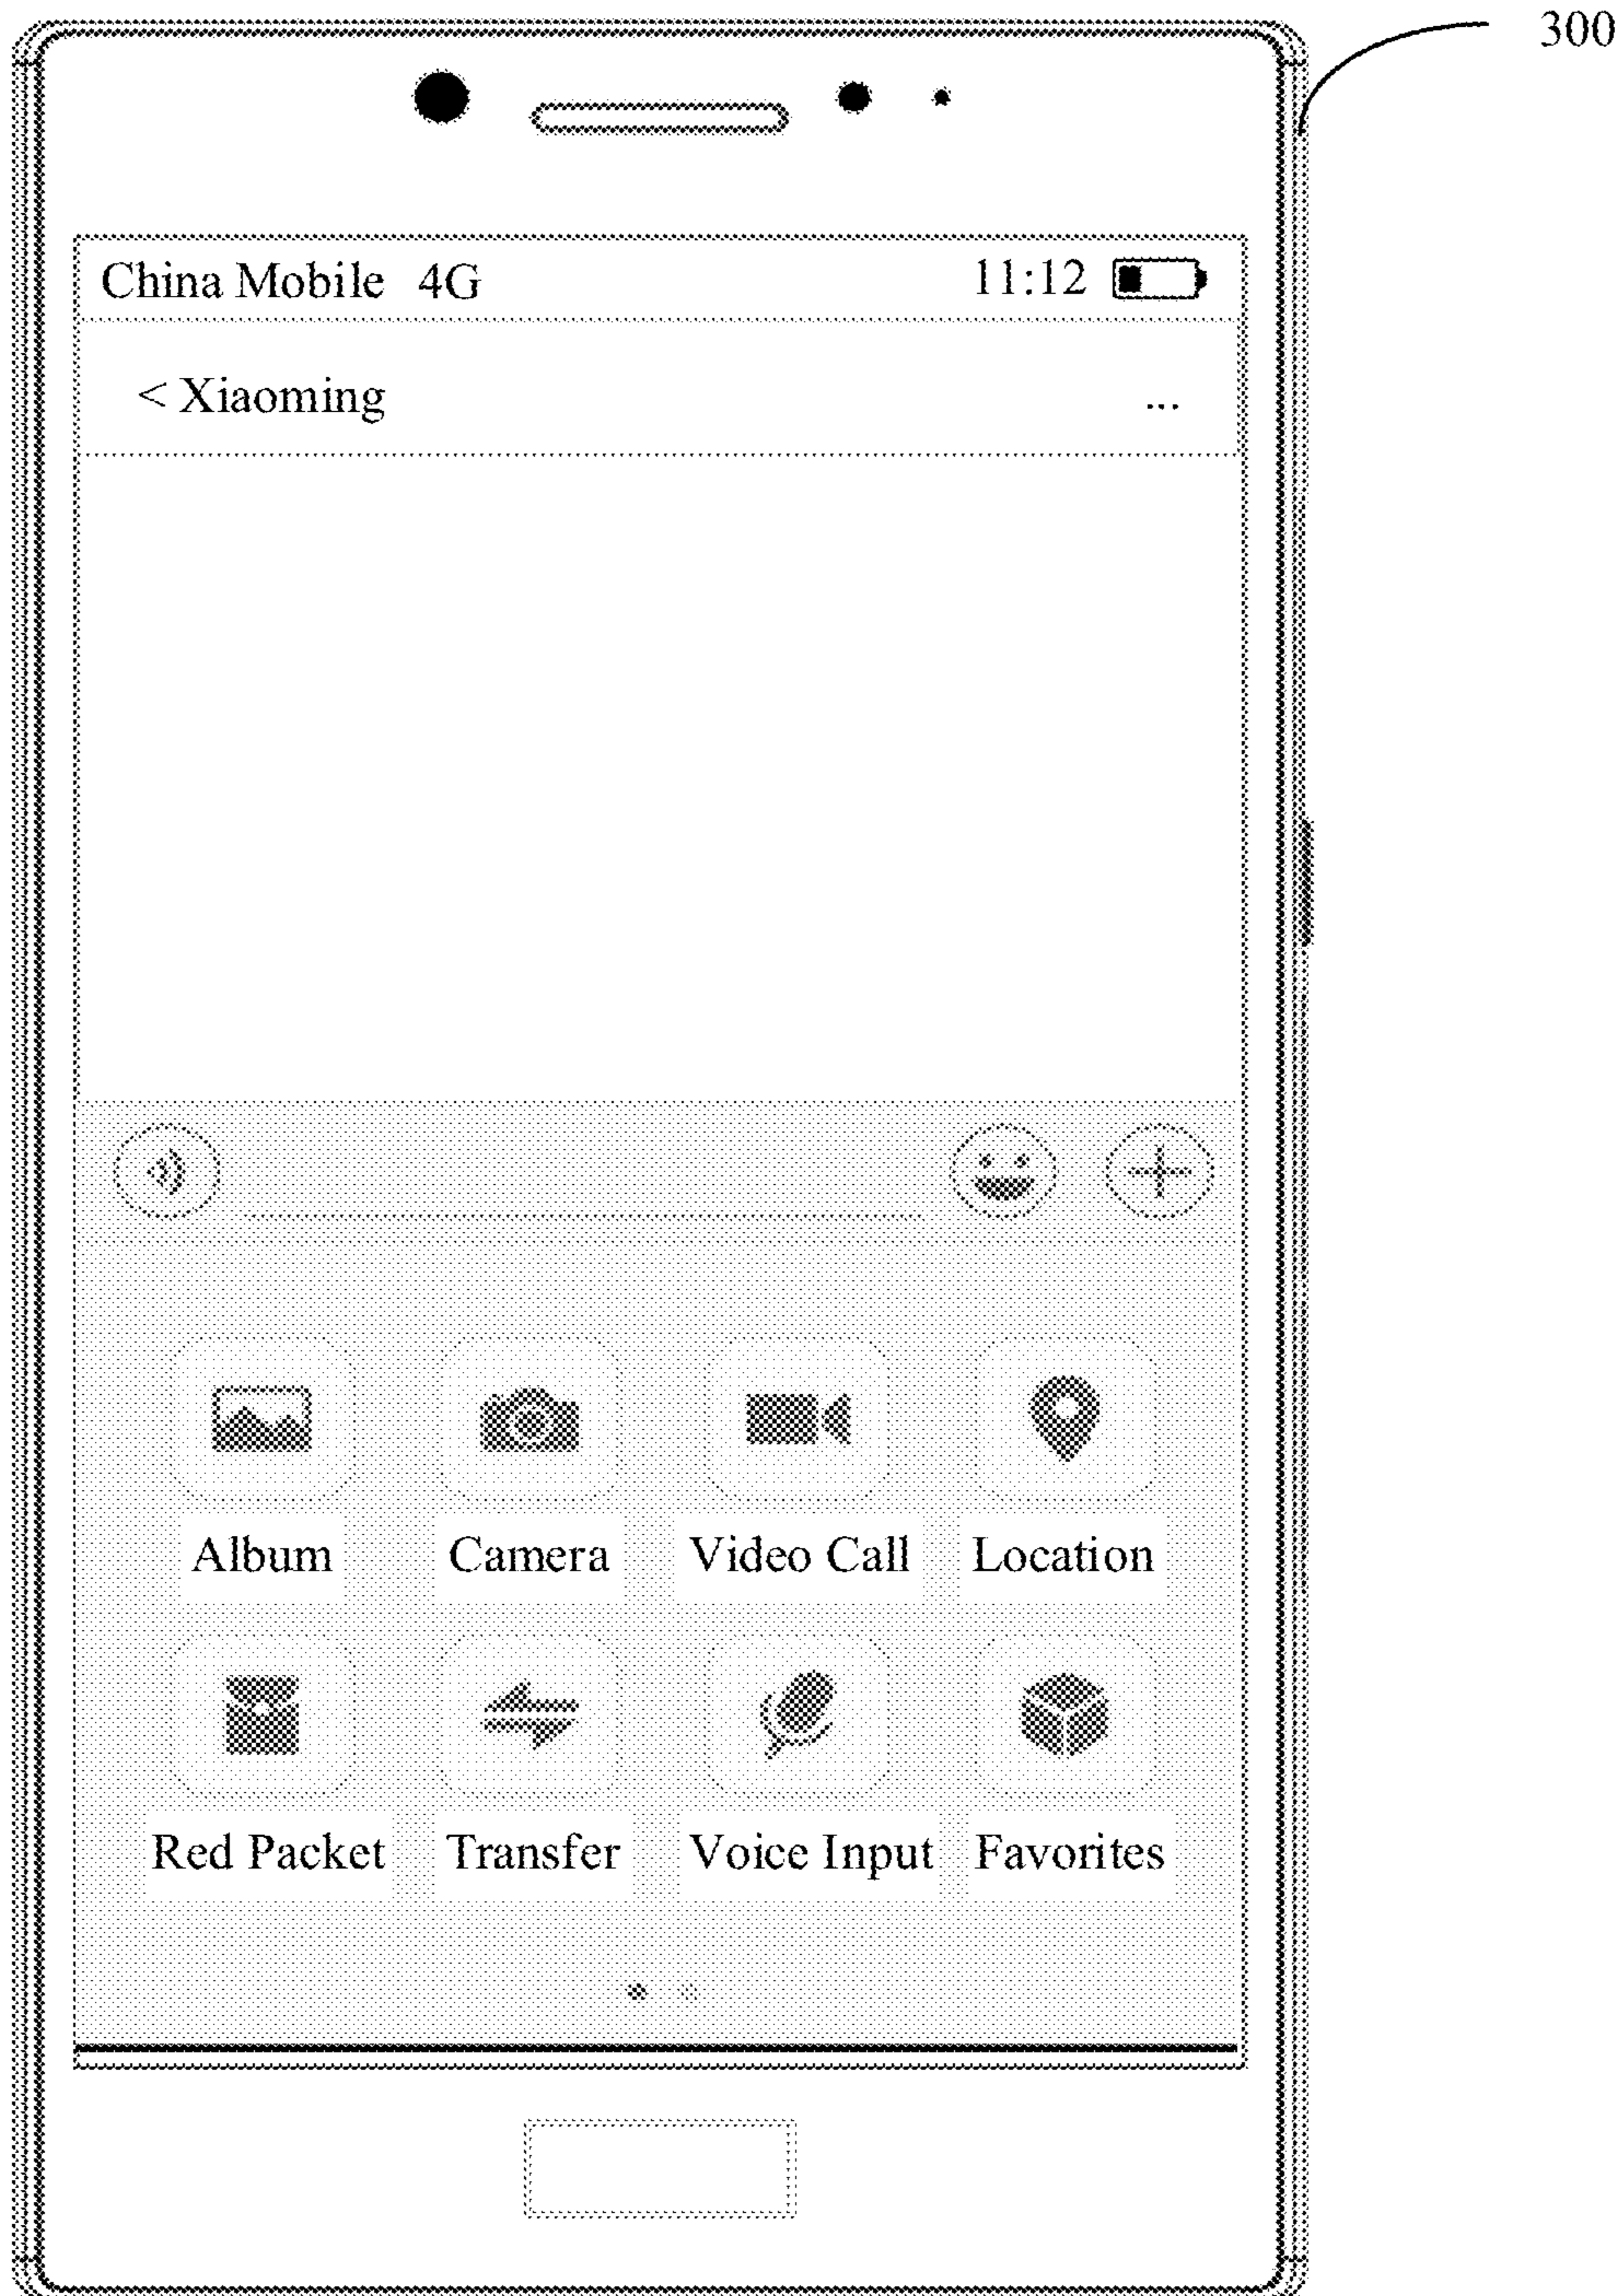 300
China Mobile 4G 11:12
< Xiaoming ...
Album Camera Video Call Location
Red Packet Transfer Voice Input Favorites